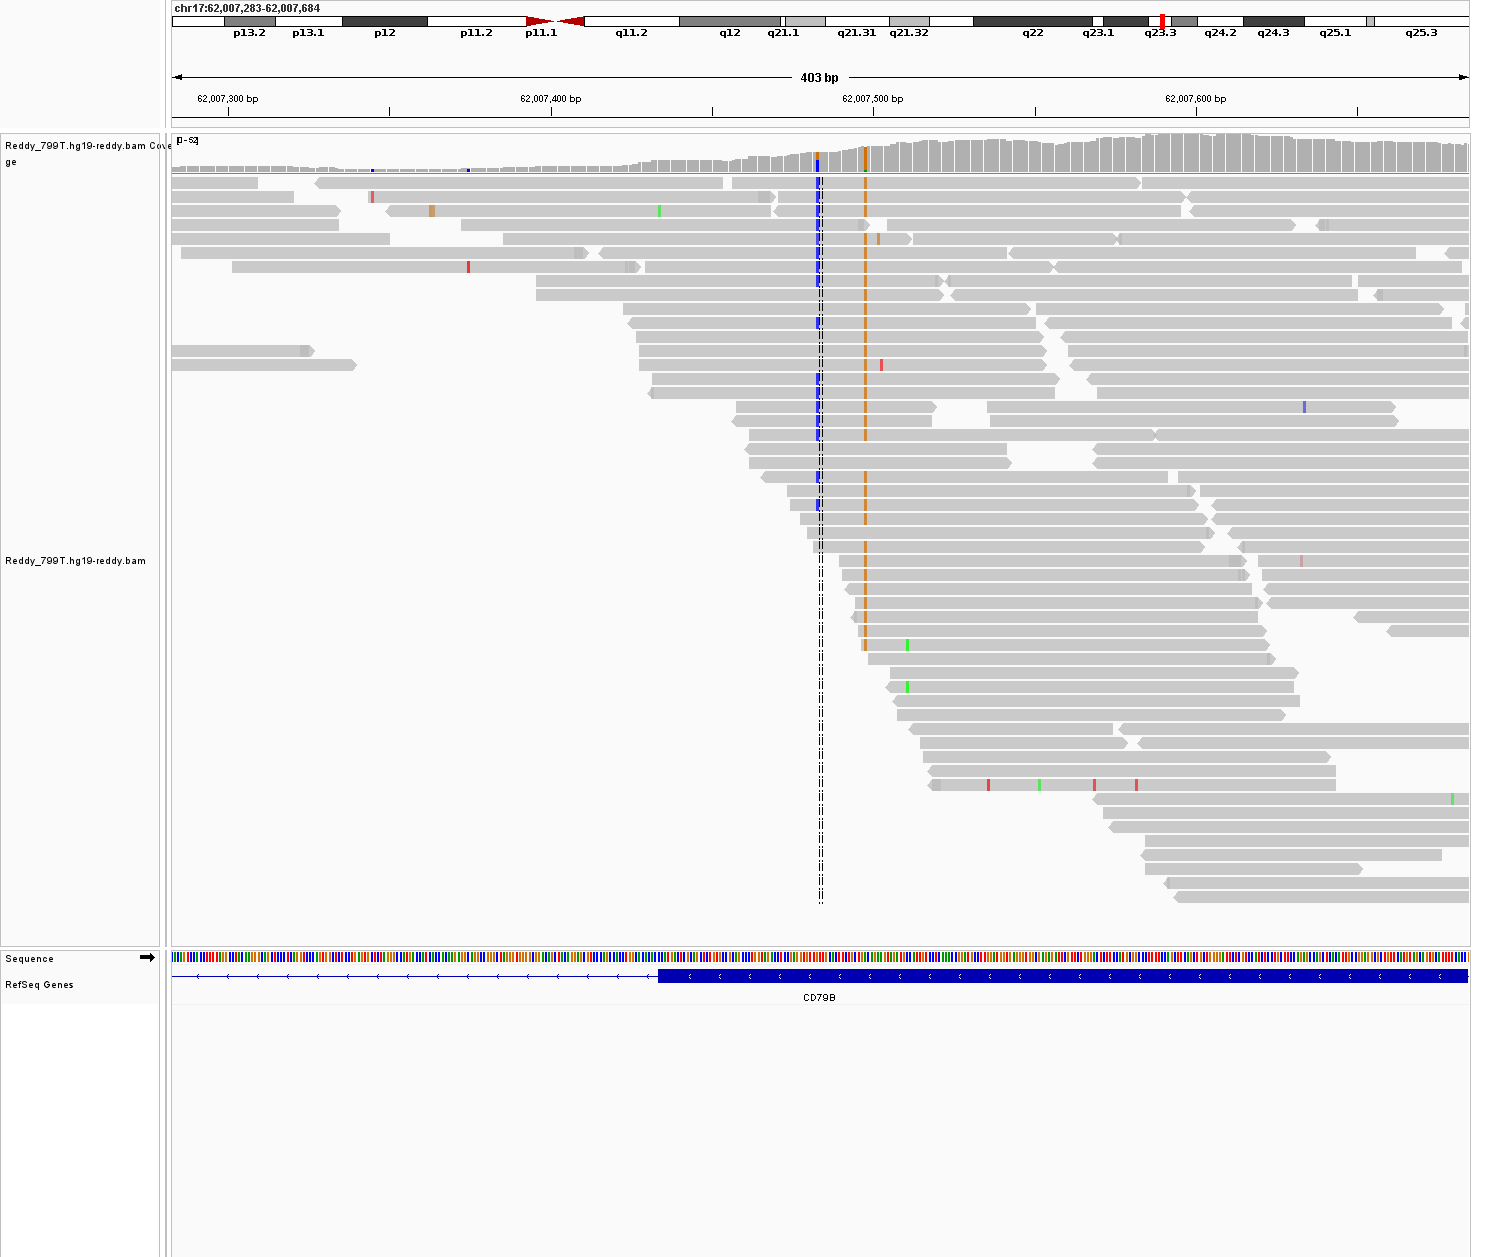 chr17:62,007,283-62,007,684
p13.2 p13.1 p12 p11.2 p11.1 q11.2 q12 q21.1 q21.31 q21.32 q22 q23.1 q23.3 q24.2 q24.3 q25.1 q25.3
403 bp
62,007,300 bp 62,007,400 bp 62,007,500 bp 62,007,600 bp
[0-52]
Reddy_799T.hg19-reddy.bam Cove
ge
Reddy_799T.hg19-reddy.bam
Sequence
RefSeq Genes
CD79B